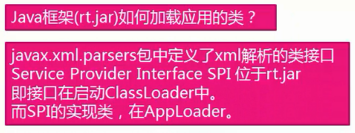 Java框架(rt.jar)如何加载应用的类？
javax.xml.parsers包中定义了xml解析的类接口
Service Provider Interface SPI 位于rt.jar
即接口在启动ClassLoader中。
而SPI的实现类，在AppLoader。